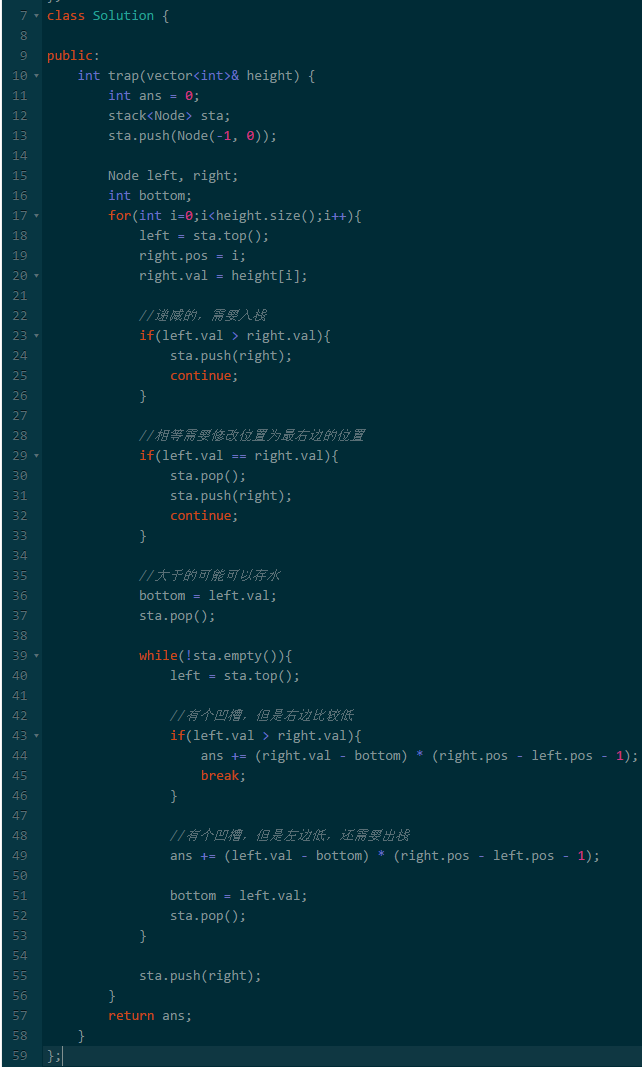 7 class Solution {
8
9 public:
10     int trap(vector<int>& height) {
11         int ans = 0;
12         stack<Node> sta;
13         sta.push(Node(-1, 0));
14
15         Node left, right;
16         int bottom;
17         for(int i=0;i<height.size();i++){
18             left = sta.top();
19             right.pos = i;
20             right.val = height[i];
21
22             //递减的，需要入栈
23             if(left.val > right.val){
24                 sta.push(right);
25                 continue;
26             }
27
28             //相等需要修改位置为最右边的位置
29             if(left.val == right.val){
30                 sta.pop();
31                 sta.push(right);
32                 continue;
33             }
34
35             //大于的可能可以存水
36             bottom = left.val;
37             sta.pop();
38
39             while(!sta.empty()){
40                 left = sta.top();
41
42                 //有个凹槽，但是右边比较低
43                 if(left.val > right.val){
44                     ans += (right.val - bottom) * (right.pos - left.pos - 1);
45                     break;
46                 }
47
48                 //有个凹槽，但是左边低，还需要出栈
49                 ans += (left.val - bottom) * (right.pos - left.pos - 1);
50
51                 bottom = left.val;
52                 sta.pop();
53             }
54
55             sta.push(right);
56         }
57         return ans;
58     }
59 };